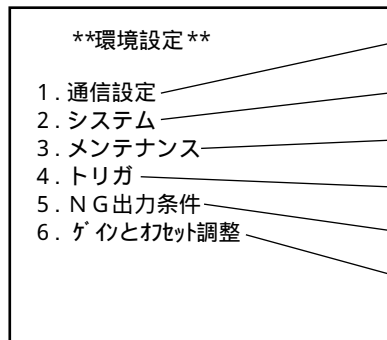 **環境設定**
1. 通信設定
2. システム
3. メンテナンス
4. トリガ
5. NG出力条件
6. ゲインとオフセット調整